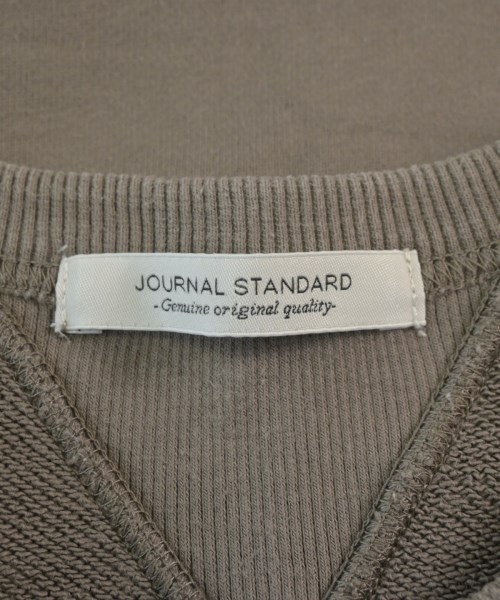 JOURNAL STANDARD
-Genuine original quality-